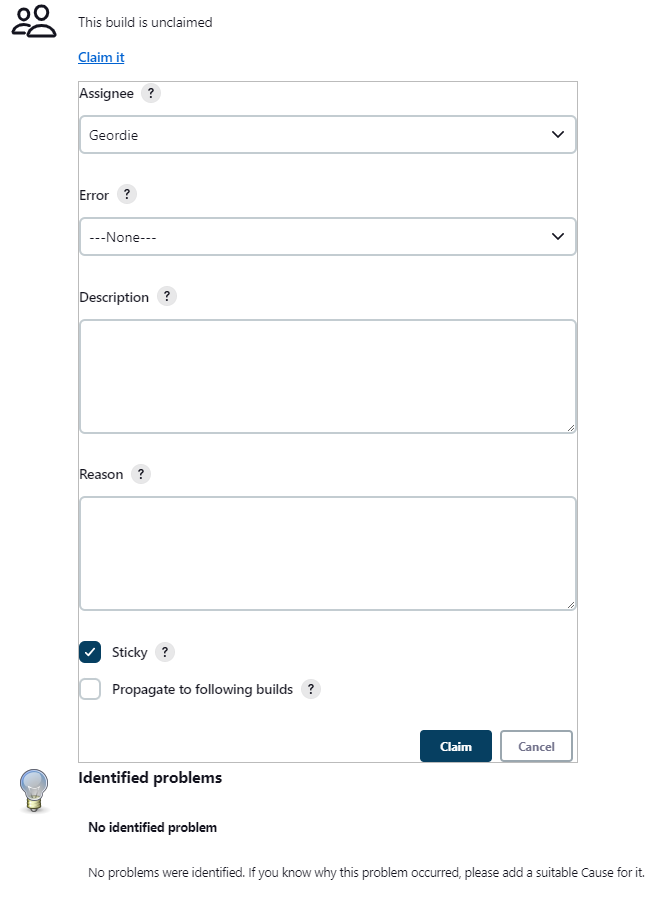 This build is unclaimed
Claim it
Assignee ?
Geordie
Error ?
---None---
Description ?
Reason ?
Sticky ?
Propagate to following builds ?
Claim Cancel
Identified problems
No identified problem
No problems were identified. If you know why this problem occurred, please add a suitable Cause for it.